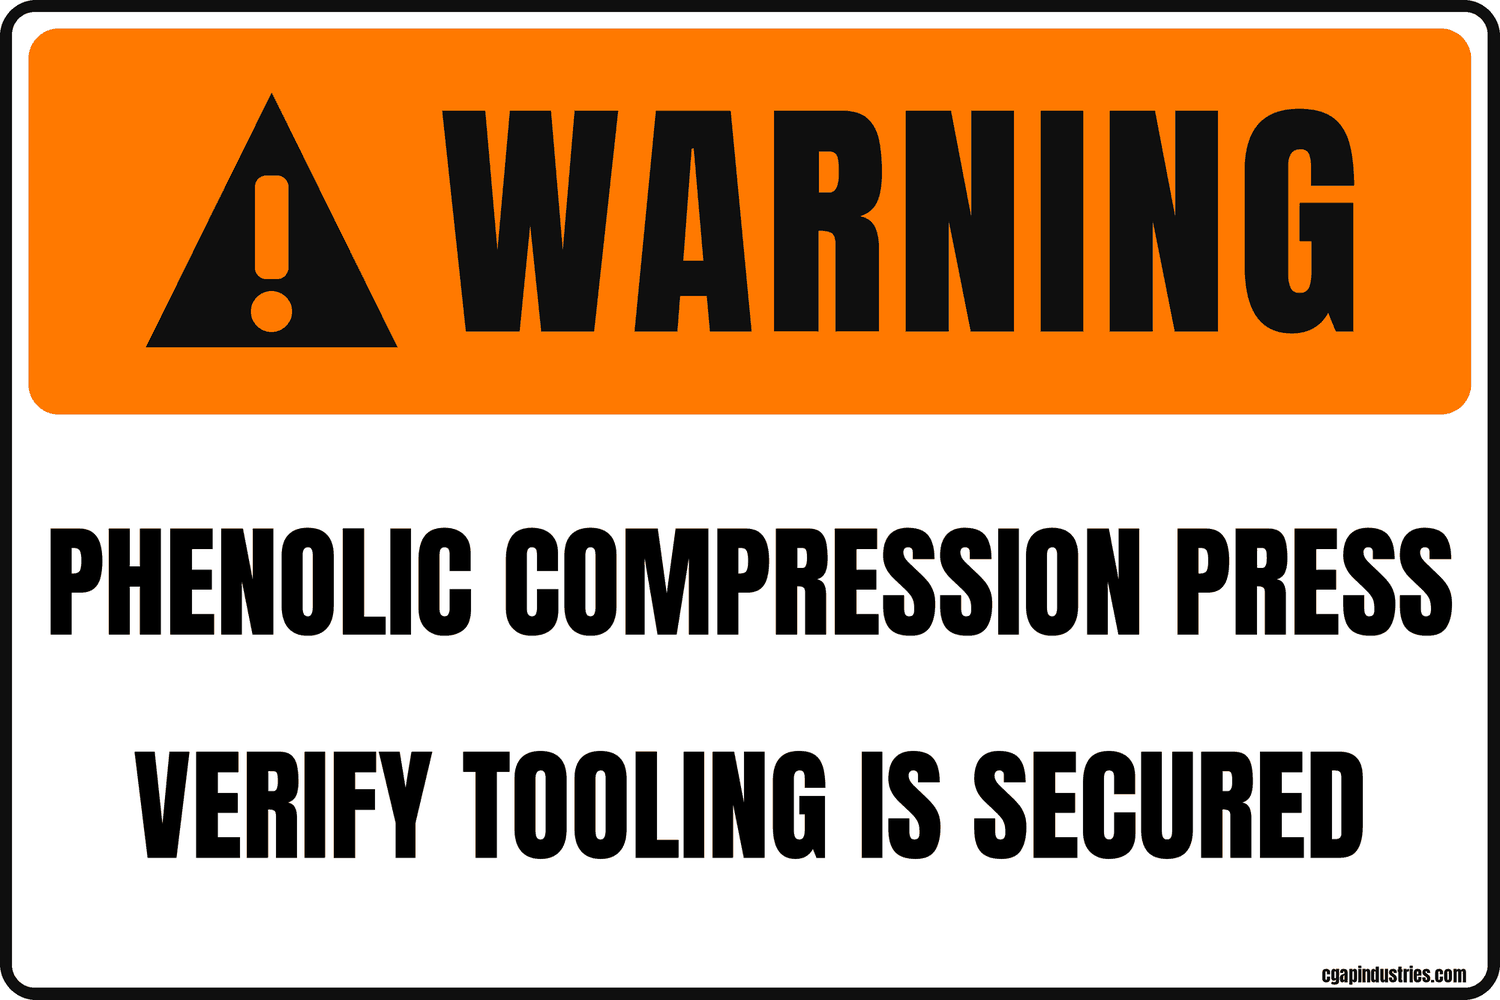 WARNING
PHENOLIC COMPRESSION PRESS
VERIFY TOOLING IS SECURED
cgapindustries.com